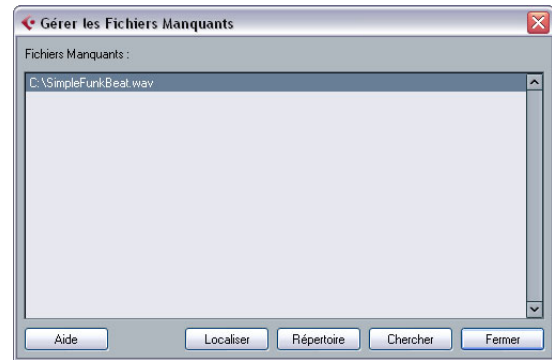 Gérer les Fichiers Manquants
Fichiers Manquants :
C:\SimpleFunkBeat.wav
Aide
Localiser
Répertoire
Chercher
Fermer